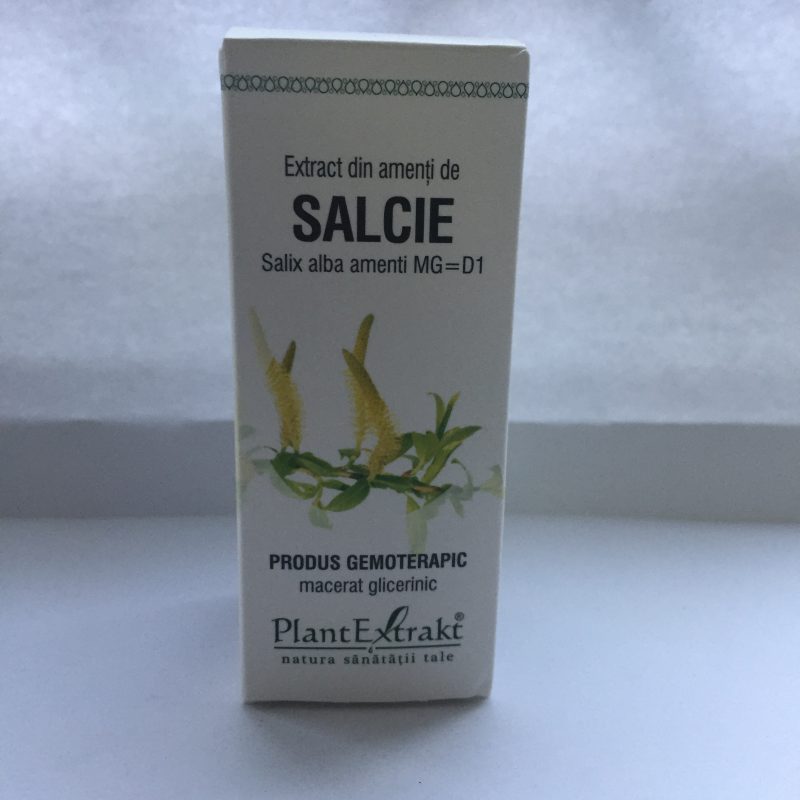 Extract din amenți de
SALCIE
Salix alba amenti MG=D1
PRODUS GEMOTERAPIC
macerat glicerinic
PlantExtrakt®
natura sănătății tale